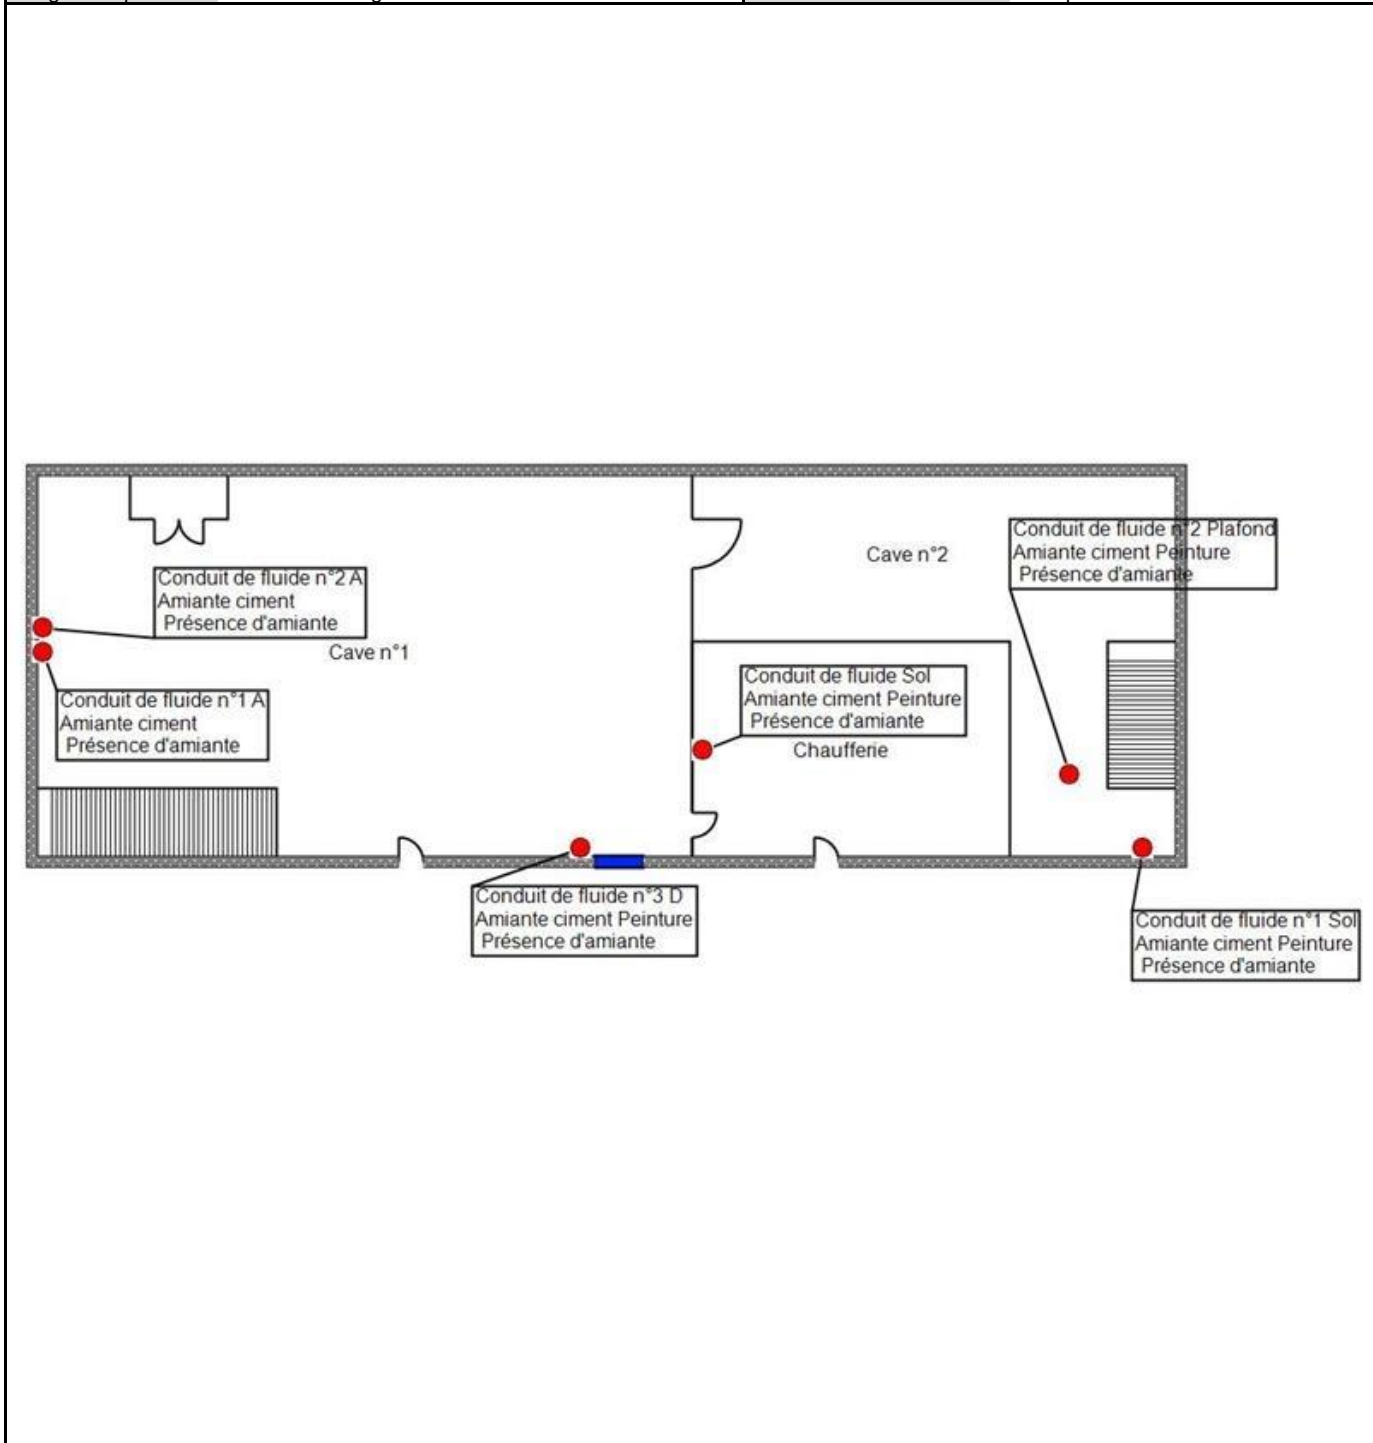 Conduit de fluide n°2 Plafond
Amiante ciment Peinture
Présence d'amiante
Cave n°2
Conduit de fluide n°2 A
Amiante ciment
Présence d'amiante
Cave n°1
Conduit de fluide n°1 A
Amiante ciment
Présence d'amiante
Conduit de fluide Sol
Amiante ciment Peinture
Présence d'amiante
Chaufferie
Conduit de fluide n°3 D
Amiante ciment Peinture
Présence d'amiante
Conduit de fluide n°1 Sol
Amiante ciment Peinture
Présence d'amiante